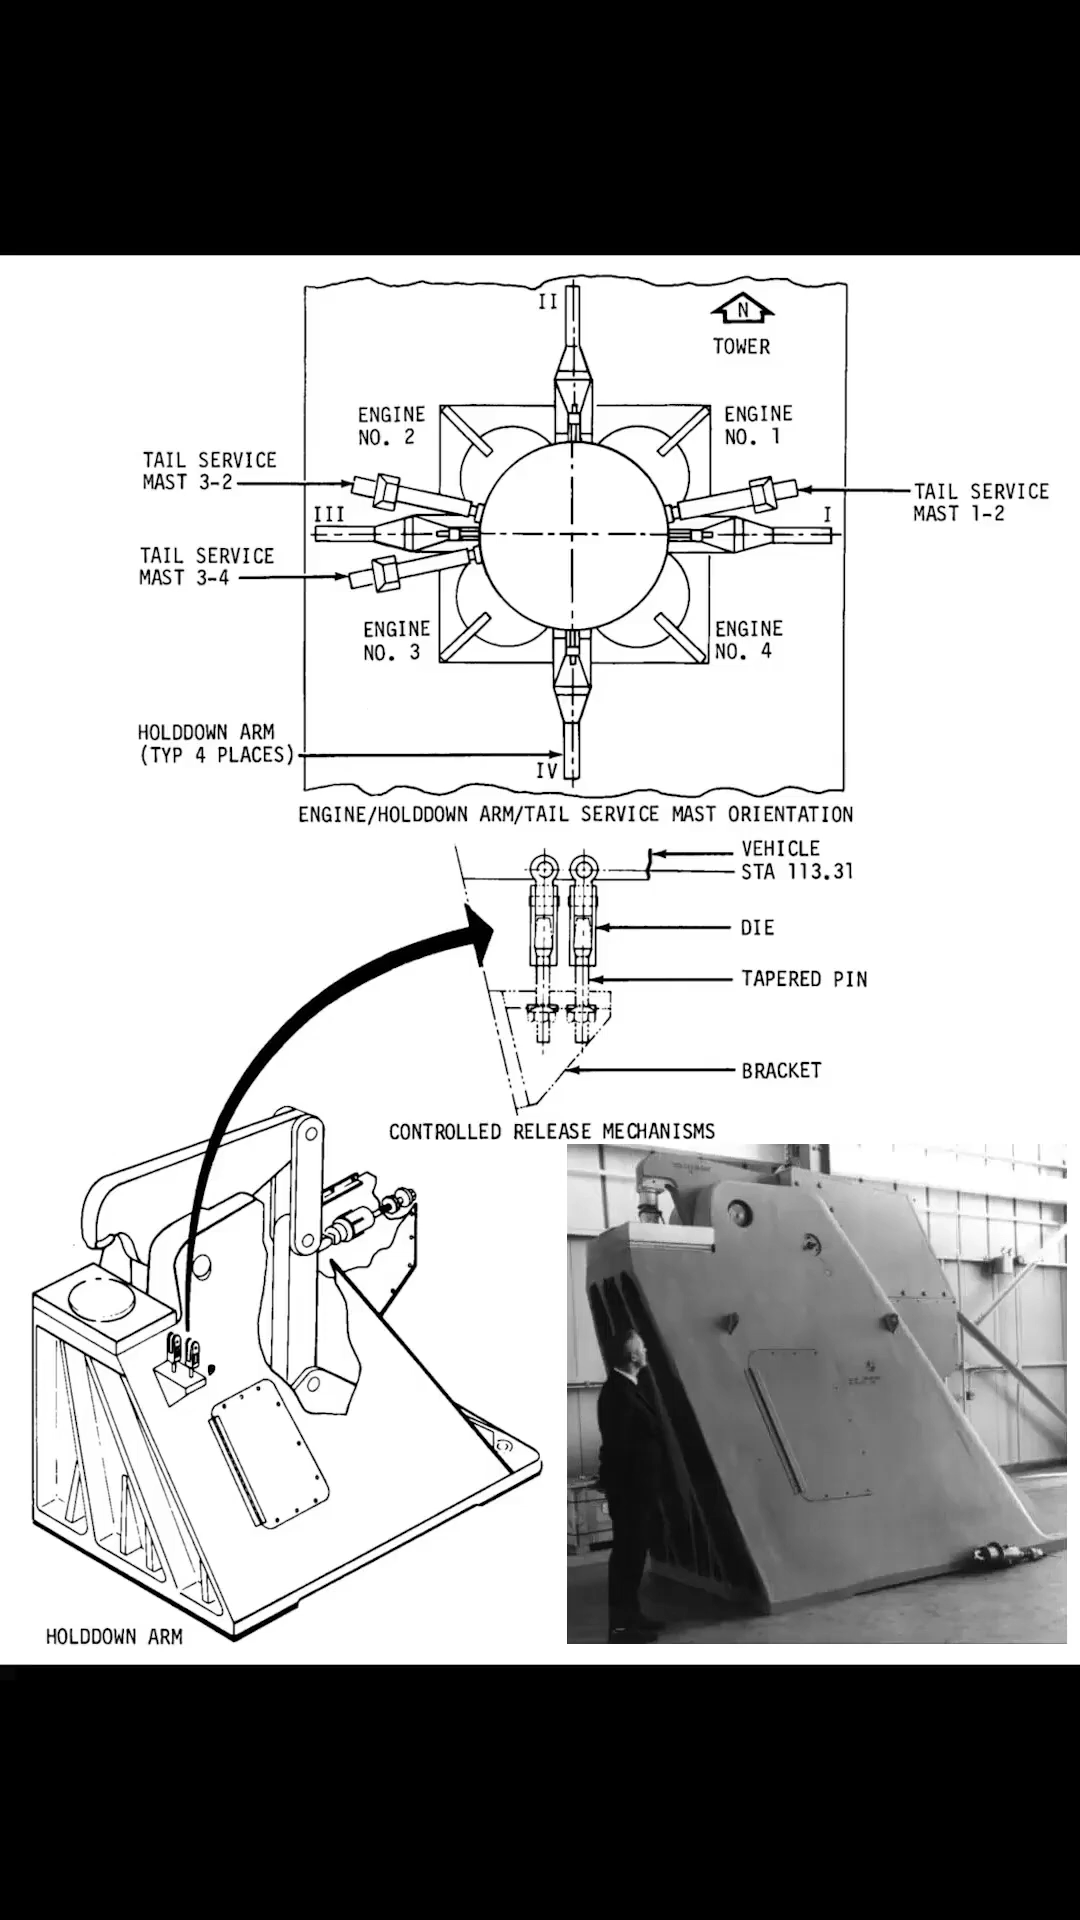 II
N
TOWER
ENGINE
NO. 2
ENGINE
NO. 1
TAIL SERVICE
MAST 3-2
TAIL SERVICE
MAST 1-2
III
I
TAIL SERVICE
MAST 3-4
ENGINE
NO. 3
ENGINE
NO. 4
HOLDDOWN ARM
(TYP 4 PLACES)
IV
ENGINE/HOLDDOWN ARM/TAIL SERVICE MAST ORIENTATION
VEHICLE
STA 113.31
DIE
TAPERED PIN
BRACKET
CONTROLLED RELEASE MECHANISMS
HOLDDOWN ARM